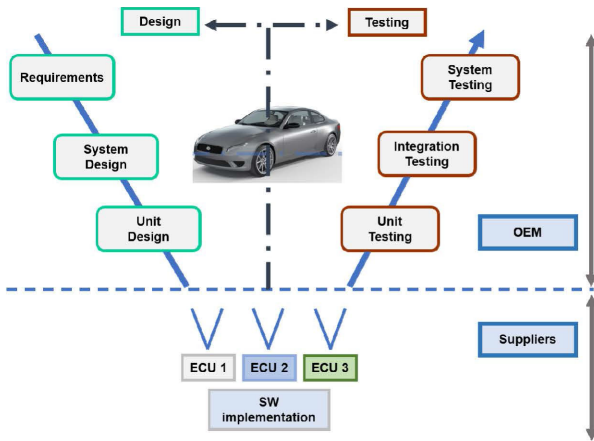 Design
Testing
Requirements
System
Testing
System
Design
Integration
Testing
Unit
Design
Unit
Testing
OEM
Suppliers
ECU 1
ECU 2
ECU 3
SW
implementation